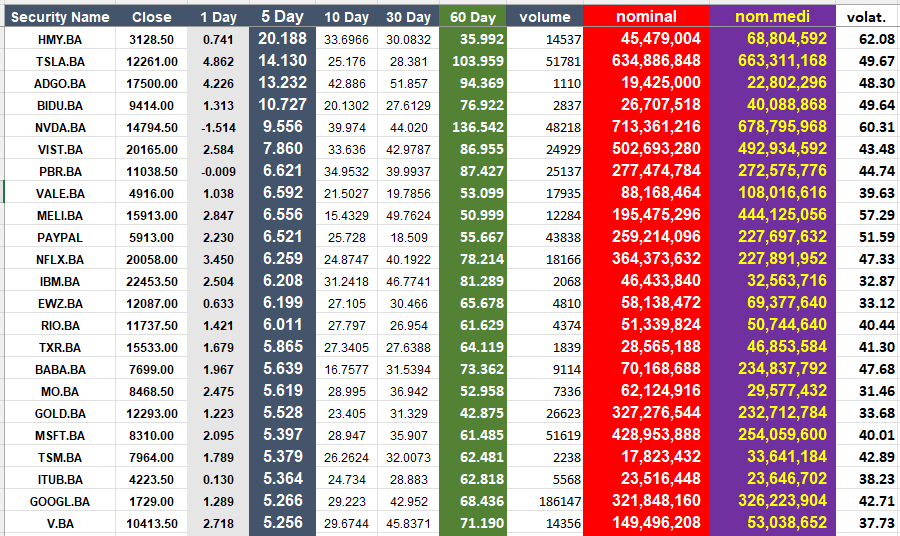 Security Name Close 1 Day 5 Day 10 Day 30 Day 60 Day volume nominal nom.medi volat.
HMY.BA 3128.50 0.741 20.188 33.6966 30.0832 35.992 14537 45,479,004 68,804,592 62.08
TSLA.BA 12261.00 4.862 14.130 25.176 28.381 103.959 51781 634,886,848 663,311,168 49.67
ADGO.BA 17500.00 4.226 13.232 42.886 51.857 94.369 1110 19,425,000 22,802,296 48.30
BIDU.BA 9414.00 1.313 10.727 20.1302 27.6129 76.922 2837 26,707,518 40,088,868 49.64
NVDA.BA 14794.50 -1.514 9.556 39.974 44.020 136.542 48218 713,361,216 678,795,968 60.31
VIST.BA 20165.00 2.584 7.860 33.636 42.9787 86.955 24929 502,693,280 492,934,592 43.48
PBR.BA 11038.50 -0.009 6.621 34.9532 39.9937 87.427 25137 277,474,784 272,575,776 44.74
VALE.BA 4916.00 1.038 6.592 21.5027 19.7856 53.099 17935 88,168,464 108,016,616 39.63
MELI.BA 15913.00 2.847 6.556 15.4329 49.7624 50.999 12284 195,475,296 444,125,056 57.29
PAYPAL 5913.00 2.230 6.521 25.728 18.509 55.667 43838 259,214,096 227,697,632 51.59
NFLX.BA 20058.00 3.450 6.259 24.8747 40.1922 78.214 18166 364,373,632 227,891,952 47.33
IBM.BA 22453.50 2.504 6.208 31.2418 46.7741 81.289 2068 46,433,840 32,563,716 32.87
EWZ.BA 12087.00 0.633 6.199 27.105 30.466 65.678 4810 58,138,472 69,377,640 33.12
RIO.BA 11737.50 1.421 6.011 27.797 26.954 61.629 4374 51,339,824 50,744,640 40.44
TXR.BA 15533.00 1.679 5.865 27.3405 27.6388 64.119 1839 28,565,188 46,853,584 41.30
BABA.BA 7699.00 1.967 5.639 16.7577 31.5394 73.362 9114 70,168,688 234,837,792 47.68
MO.BA 8468.50 2.475 5.619 28.995 36.942 52.958 7336 62,124,916 29,577,432 31.46
GOLD.BA 12293.00 1.223 5.528 23.405 31.329 42.875 26623 327,276,544 232,712,784 33.68
MSFT.BA 8310.00 2.095 5.397 28.947 35.907 61.485 51619 428,953,888 254,059,600 40.01
TSM.BA 7964.00 1.789 5.379 26.2624 32.0073 62.481 2238 17,823,432 33,641,184 42.89
ITUB.BA 4223.50 0.130 5.364 24.734 28.883 62.818 5568 23,516,448 23,646,702 38.23
GOOGL.BA 1729.00 1.289 5.266 29.223 42.952 68.436 186147 321,848,160 326,223,904 42.71
V.BA 10413.50 2.718 5.256 29.6744 45.8371 71.190 14356 149,496,208 53,038,652 37.73